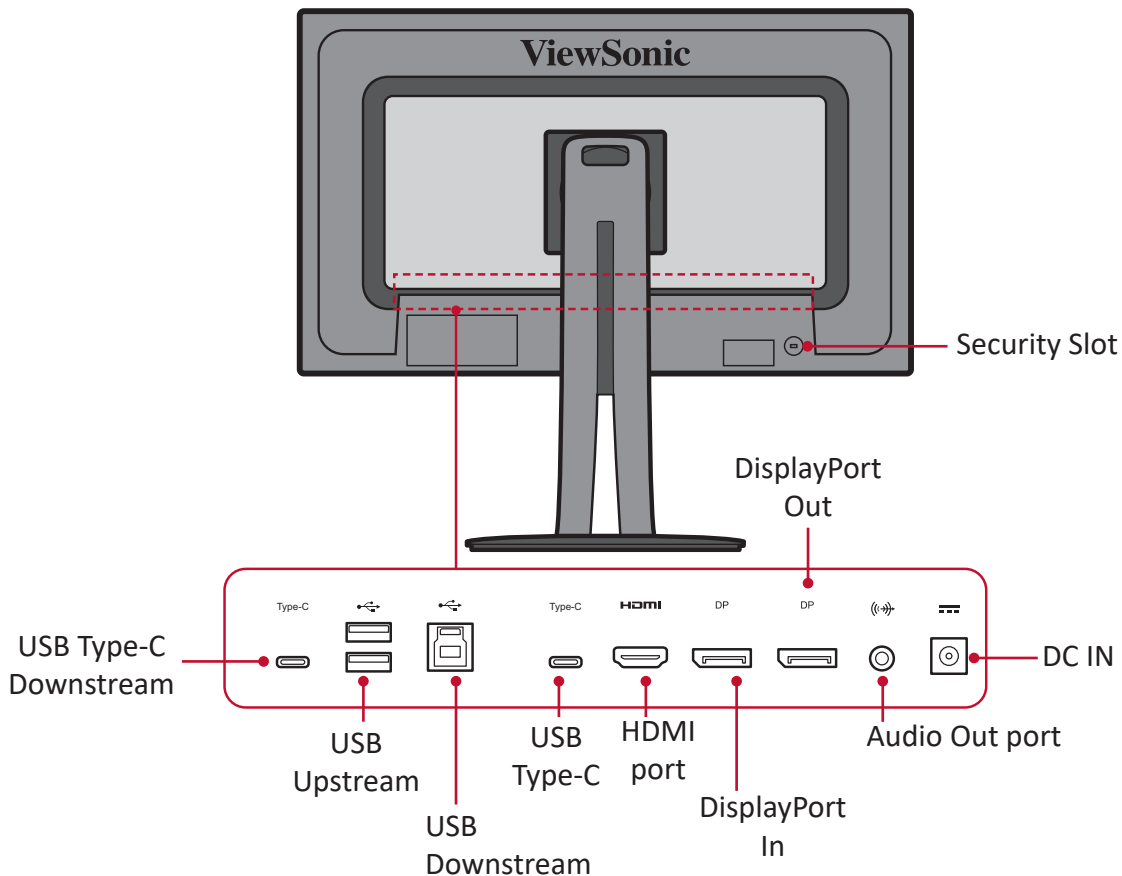 ViewSonic
Security Slot
DisplayPort
Out
Type-C
Type-C
HDMI
DP
DP
USB Type-C
Downstream
DC IN
USB
Upstream
USB
Downstream
USB
Type-C
HDMI
port
DisplayPort
In
Audio Out port